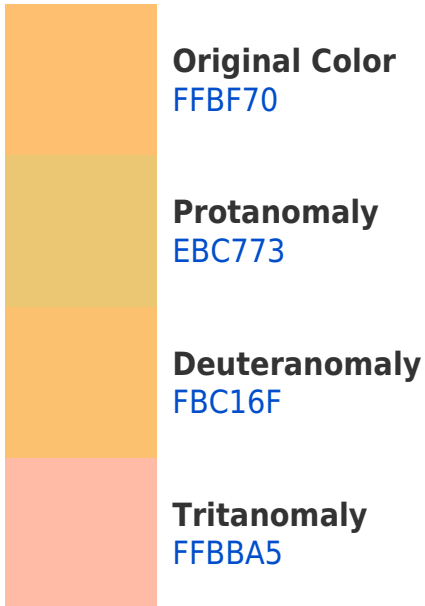 Original Color
FFBF70
Protanomaly
EBC773
Deuteranomaly
FBC16F
Tritanomaly
FFBBA5